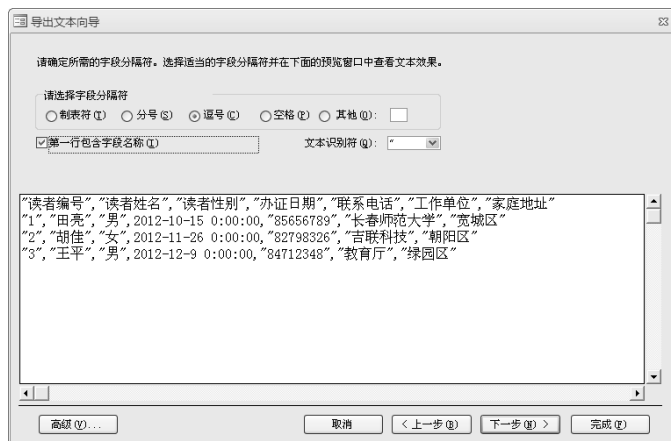 导出文本向导
请确定所需的字段分隔符。选择适当的字段分隔符并在下面的预览窗口中查看文本效果。
请选择字段分隔符
制表符(T) 分号(S) 逗号(C) 空格(P) 其他(O):
第一行包含字段名称(I) 文本识别符(Q): "
"读者编号","读者姓名","读者性别","办证日期","联系电话","工作单位","家庭地址"
"1","田亮","男",2012-10-15 0:00:00,"85656789","长春师范大学","宽城区"
"2","胡佳","女",2012-11-26 0:00:00,"82798326","吉联科技","朝阳区"
"3","王平","男",2012-12-9 0:00:00,"84712348","教育厅","绿园区"
高级(V)... 取消 <上一步(B) 下一步(N)> 完成(F)